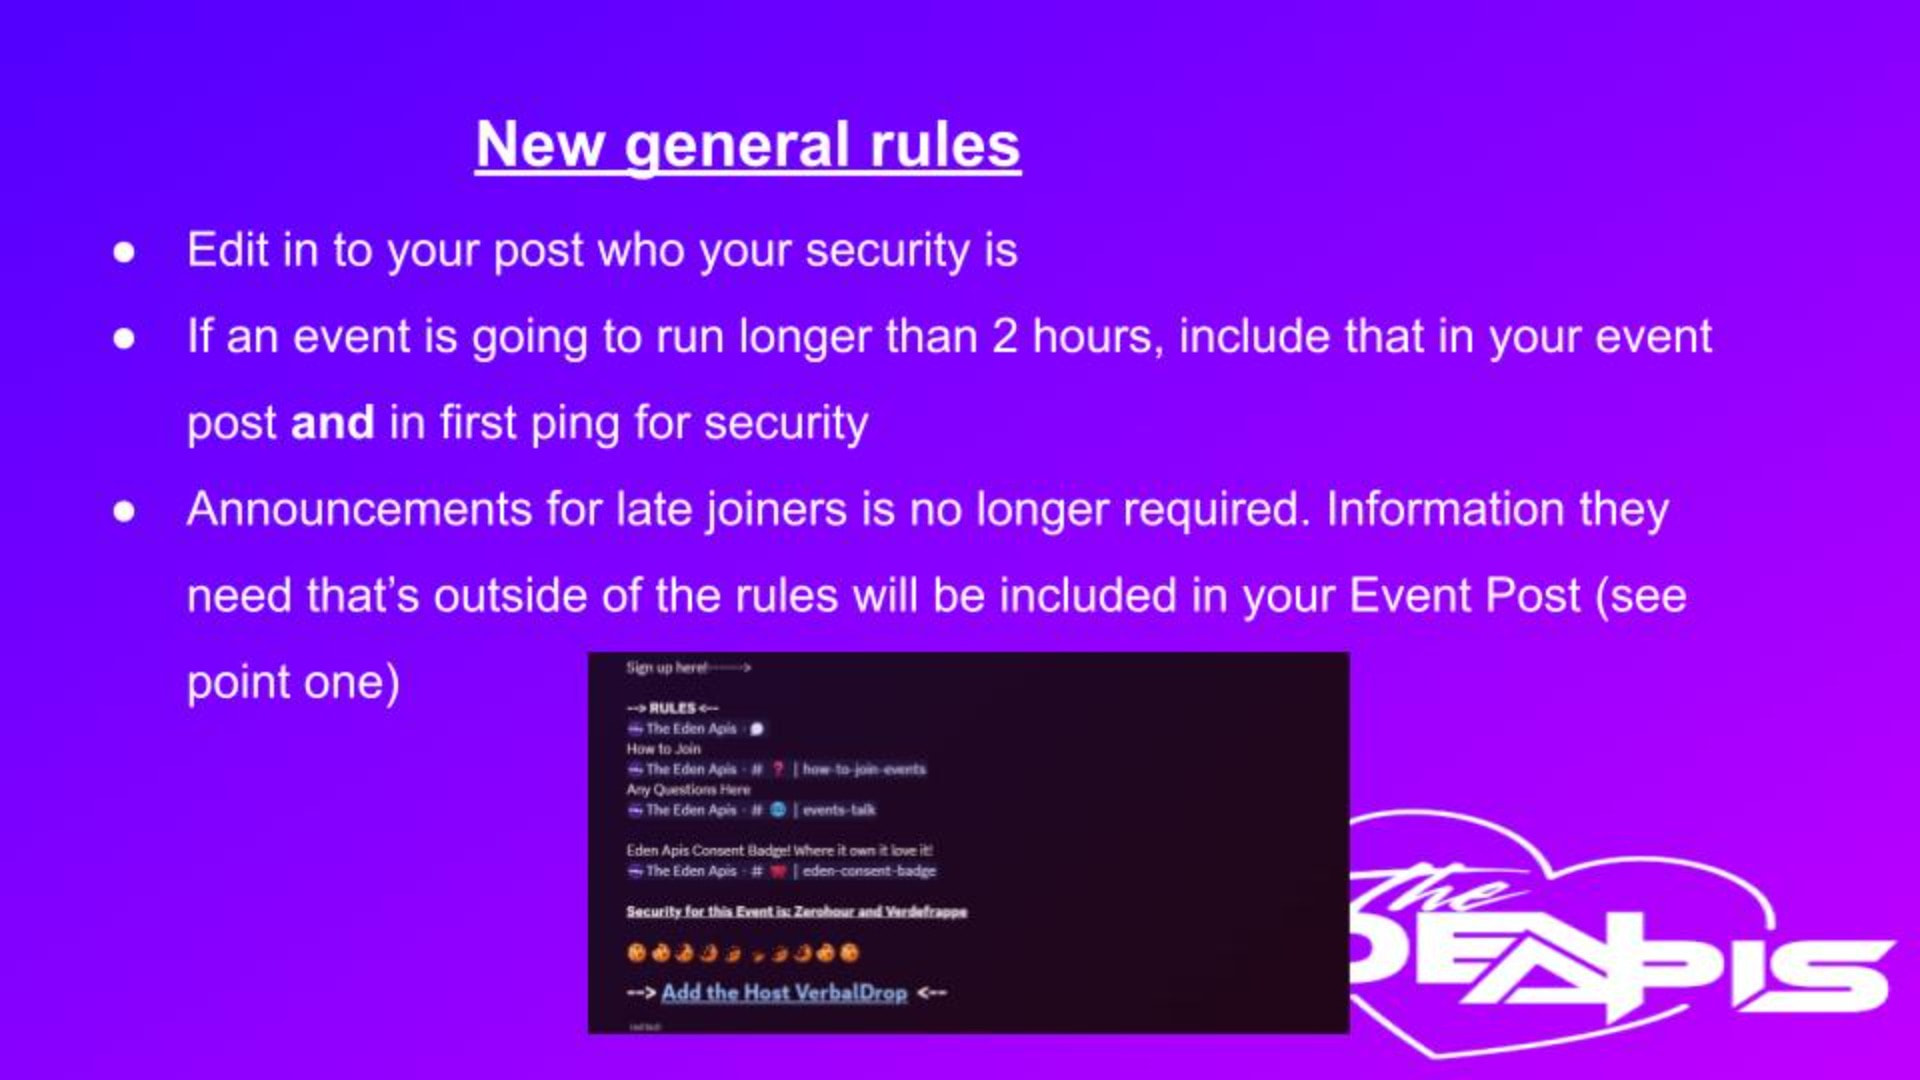 New general rules
● Edit in to your post who your security is
● If an event is going to run longer than 2 hours, include that in your event
post and in first ping for security
● Announcements for late joiners is no longer required. Information they
need that’s outside of the rules will be included in your Event Post (see
point one)
Sign up here!------>
--> RULES <--
The Eden Apis ·
How to Join
The Eden Apis · # ❓ | how-to-join-events
Any Questions Here
The Eden Apis · # | events-talk
Eden Apis Consent Badge! Where it own it love it!
The Eden Apis · # | eden-consent-badge
Security for this Event is: Zerohour and Verdefrappe
--> Add the Host VerbalDrop <--
The
DEN APIS